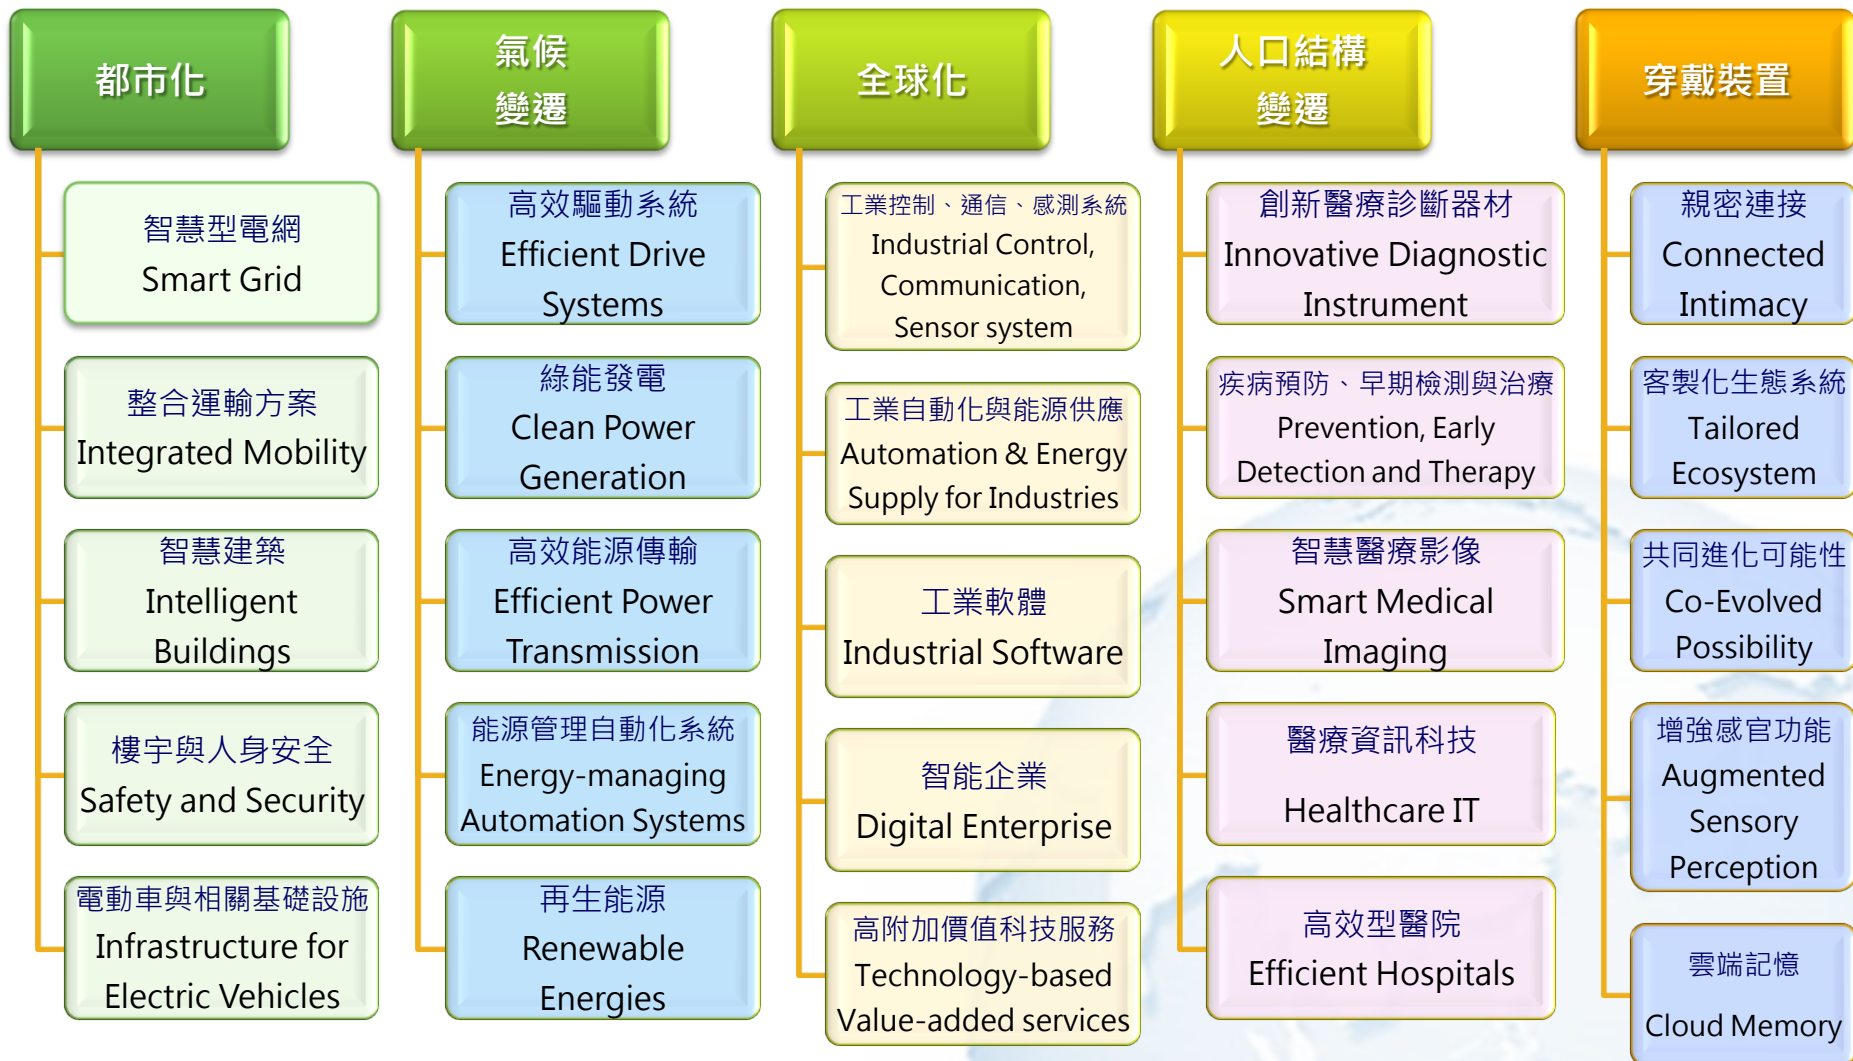 都市化
智慧型電網
Smart Grid
整合運輸方案
Integrated Mobility
智慧建築
Intelligent
Buildings
樓宇與人身安全
Safety and Security
電動車與相關基礎設施
Infrastructure for
Electric Vehicles
氣候
變遷
高效驅動系統
Efficient Drive
Systems
綠能發電
Clean Power
Generation
高效能源傳輸
Efficient Power
Transmission
能源管理自動化系統
Energy-managing
Automation Systems
再生能源
Renewable
Energies
全球化
工業控制、通信、感測系統
Industrial Control,
Communication,
Sensor system
工業自動化與能源供應
Automation & Energy
Supply for Industries
工業軟體
Industrial Software
智能企業
Digital Enterprise
高附加價值科技服務
Technology-based
Value-added services
人口結構
變遷
創新醫療診斷器材
Innovative Diagnostic
Instrument
疾病預防、早期檢測與治療
Prevention, Early
Detection and Therapy
智慧醫療影像
Smart Medical
Imaging
醫療資訊科技
Healthcare IT
高效型醫院
Efficient Hospitals
穿戴裝置
親密連接
Connected
Intimacy
客製化生態系統
Tailored
Ecosystem
共同進化可能性
Co-Evolved
Possibility
增強感官功能
Augmented
Sensory
Perception
雲端記憶
Cloud Memory